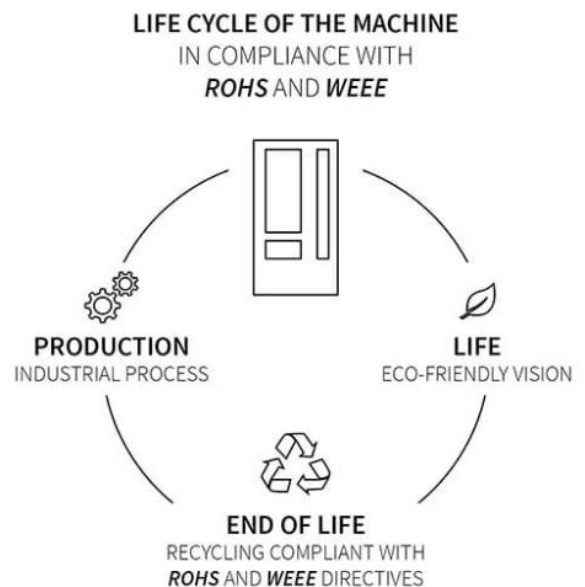 LIFE CYCLE OF THE MACHINE
IN COMPLIANCE WITH
ROHS AND WEEE
PRODUCTION
INDUSTRIAL PROCESS
LIFE
ECO-FRIENDLY VISION
END OF LIFE
RECYCLING COMPLIANT WITH
ROHS AND WEEE DIRECTIVES